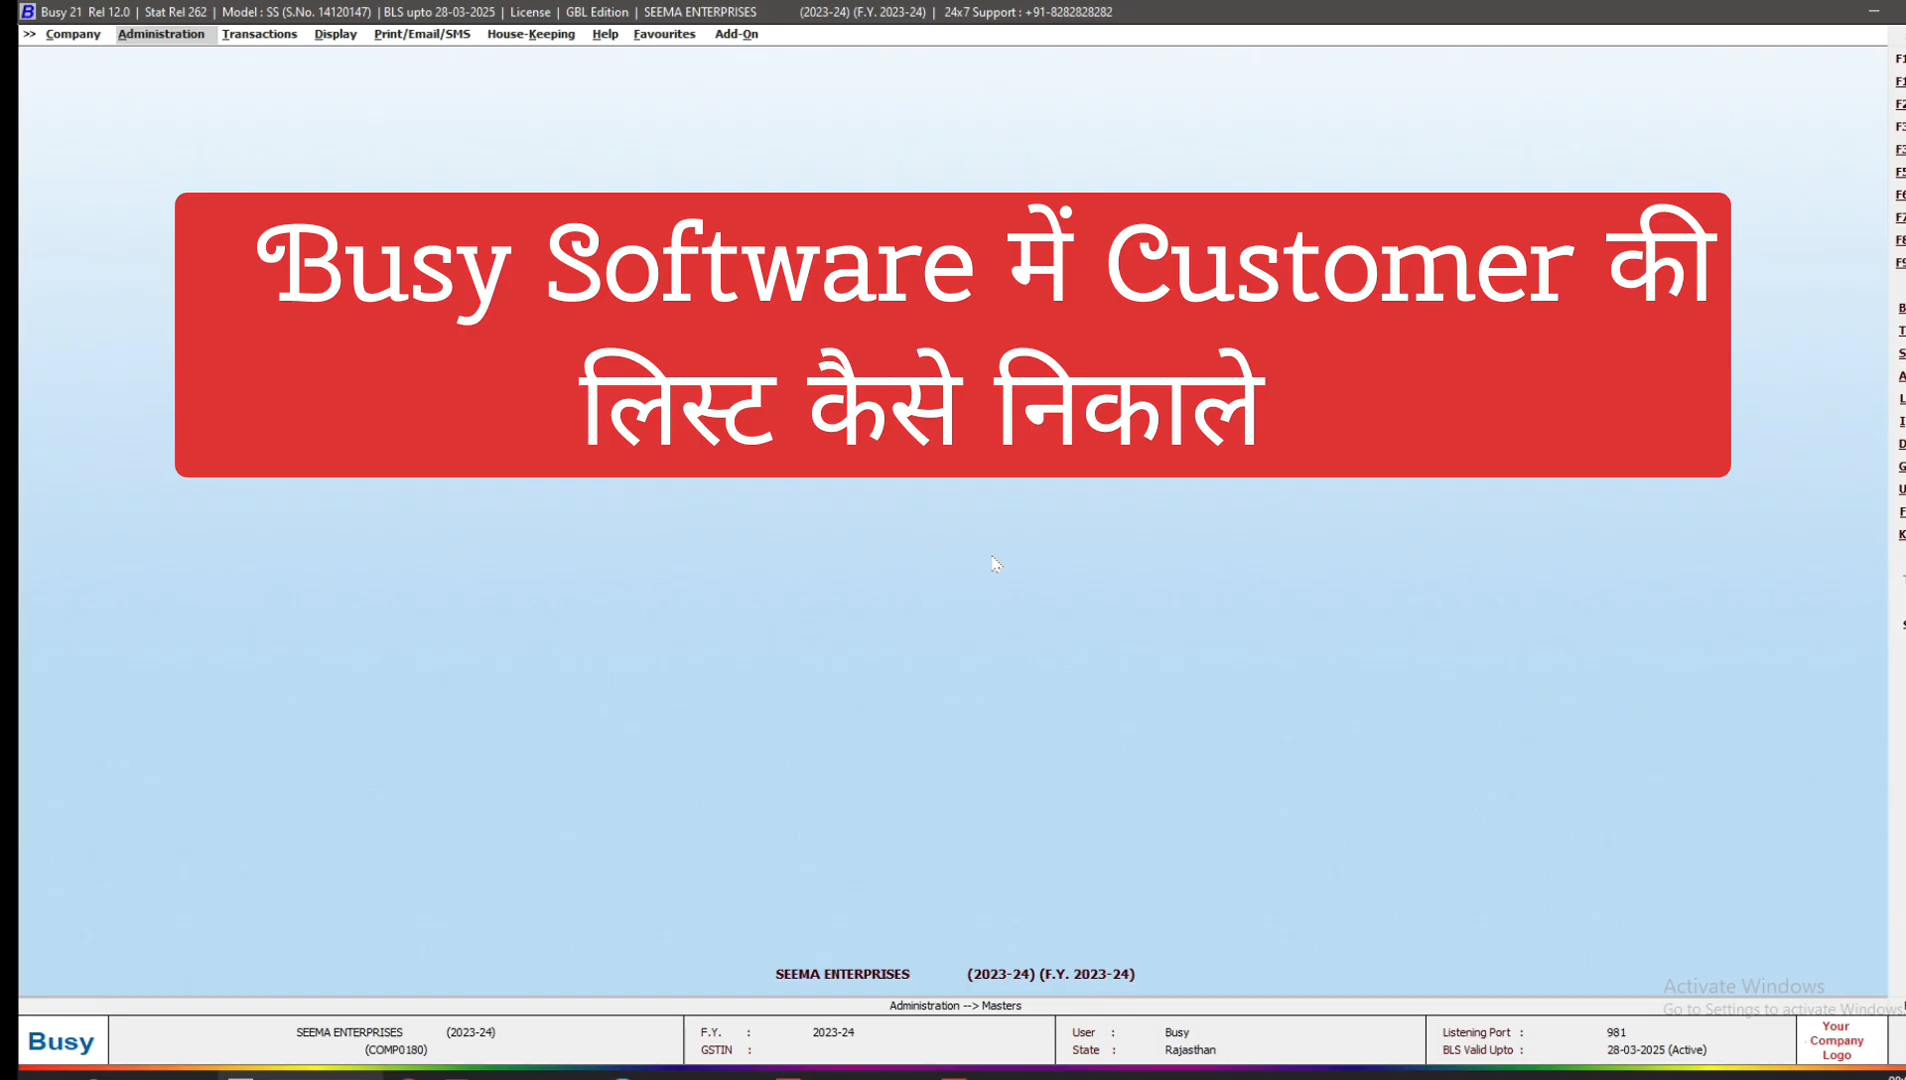 Busy 21 Rel 12.0 | Stat Rel 262 | Model : SS (S.No. 14120147) | BLS upto 28-03-2025 | License | GBL Edition | SEEMA ENTERPRISES (2023-24) (F.Y. 2023-24) | 24x7 Support : +91-8282828282
>> Company Administration Transactions Display Print/Email/SMS House-Keeping Help Favourites Add-On
Busy Software में Customer की
लिस्ट कैसे निकाले
SEEMA ENTERPRISES (2023-24) (F.Y. 2023-24)
Activate Windows
Administration --> Masters
Go to Settings to activate Windows
Busy
SEEMA ENTERPRISES (2023-24)
(COMP0180)
F.Y. : 2023-24
GSTIN :
User : Busy
State : Rajasthan
Listening Port : 981
BLS Valid Upto : 28-03-2025 (Active)
Your
Company
Logo